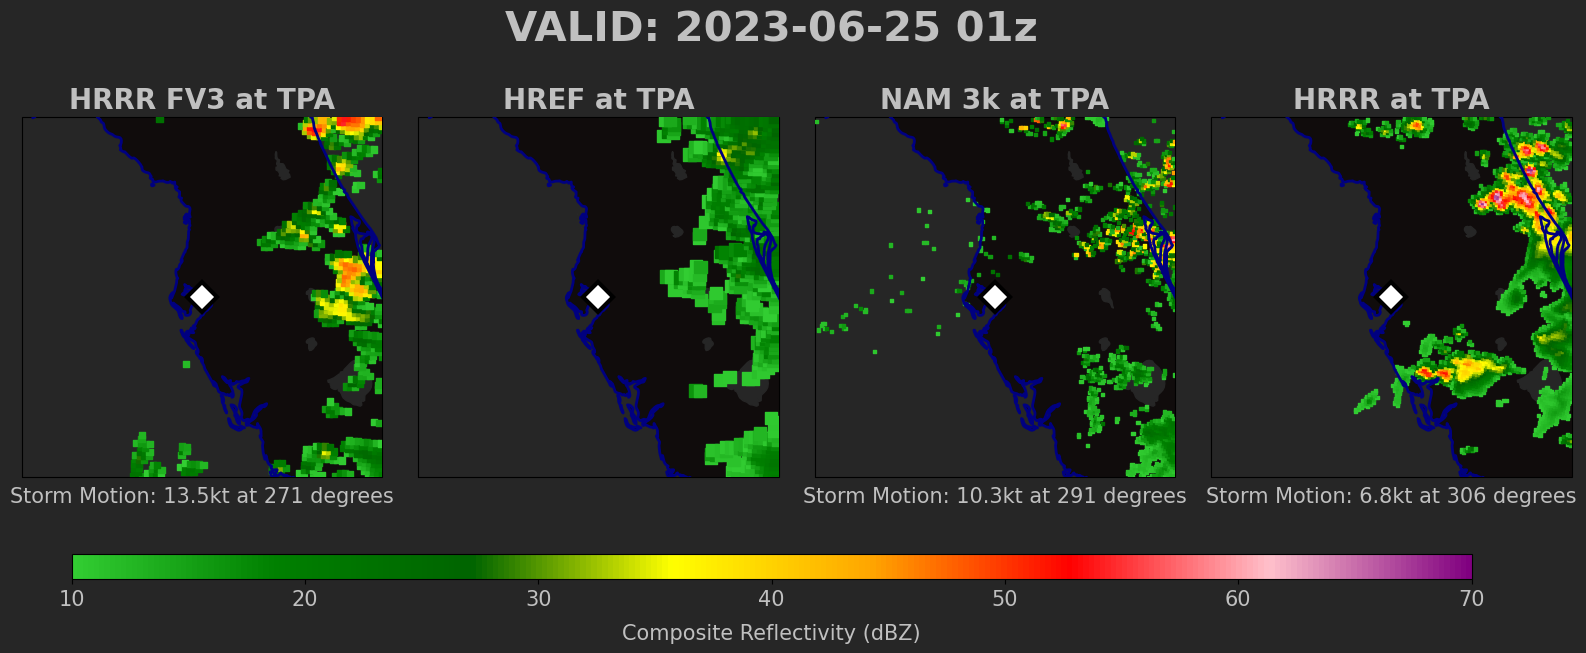 VALID: 2023-06-25 01z
HRRR FV3 at TPA
HREF at TPA
NAM 3k at TPA
HRRR at TPA
Storm Motion: 13.5kt at 271 degrees
Storm Motion: 10.3kt at 291 degrees
Storm Motion: 6.8kt at 306 degrees
10 20 30 40 50 60 70
Composite Reflectivity (dBZ)